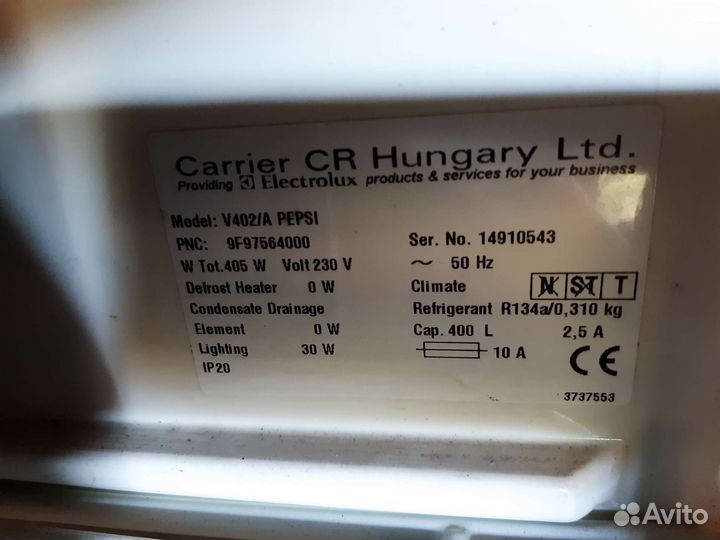 Carrier CR Hungary Ltd.
Providing Electrolux products & services for your business
Model: V402/A PEPSI
PNC: 9F97564000 Ser. No. 14910543
W Tot. 405 W Volt 230 V ~ 50 Hz
Defrost Heater 0 W Climate N ST T
Condensate Drainage Refrigerant R134a/0,310 kg
Element 0 W Cap. 400 L 2,5 A
Lighting 30 W 10 A CE
IP20
3737553
Avito